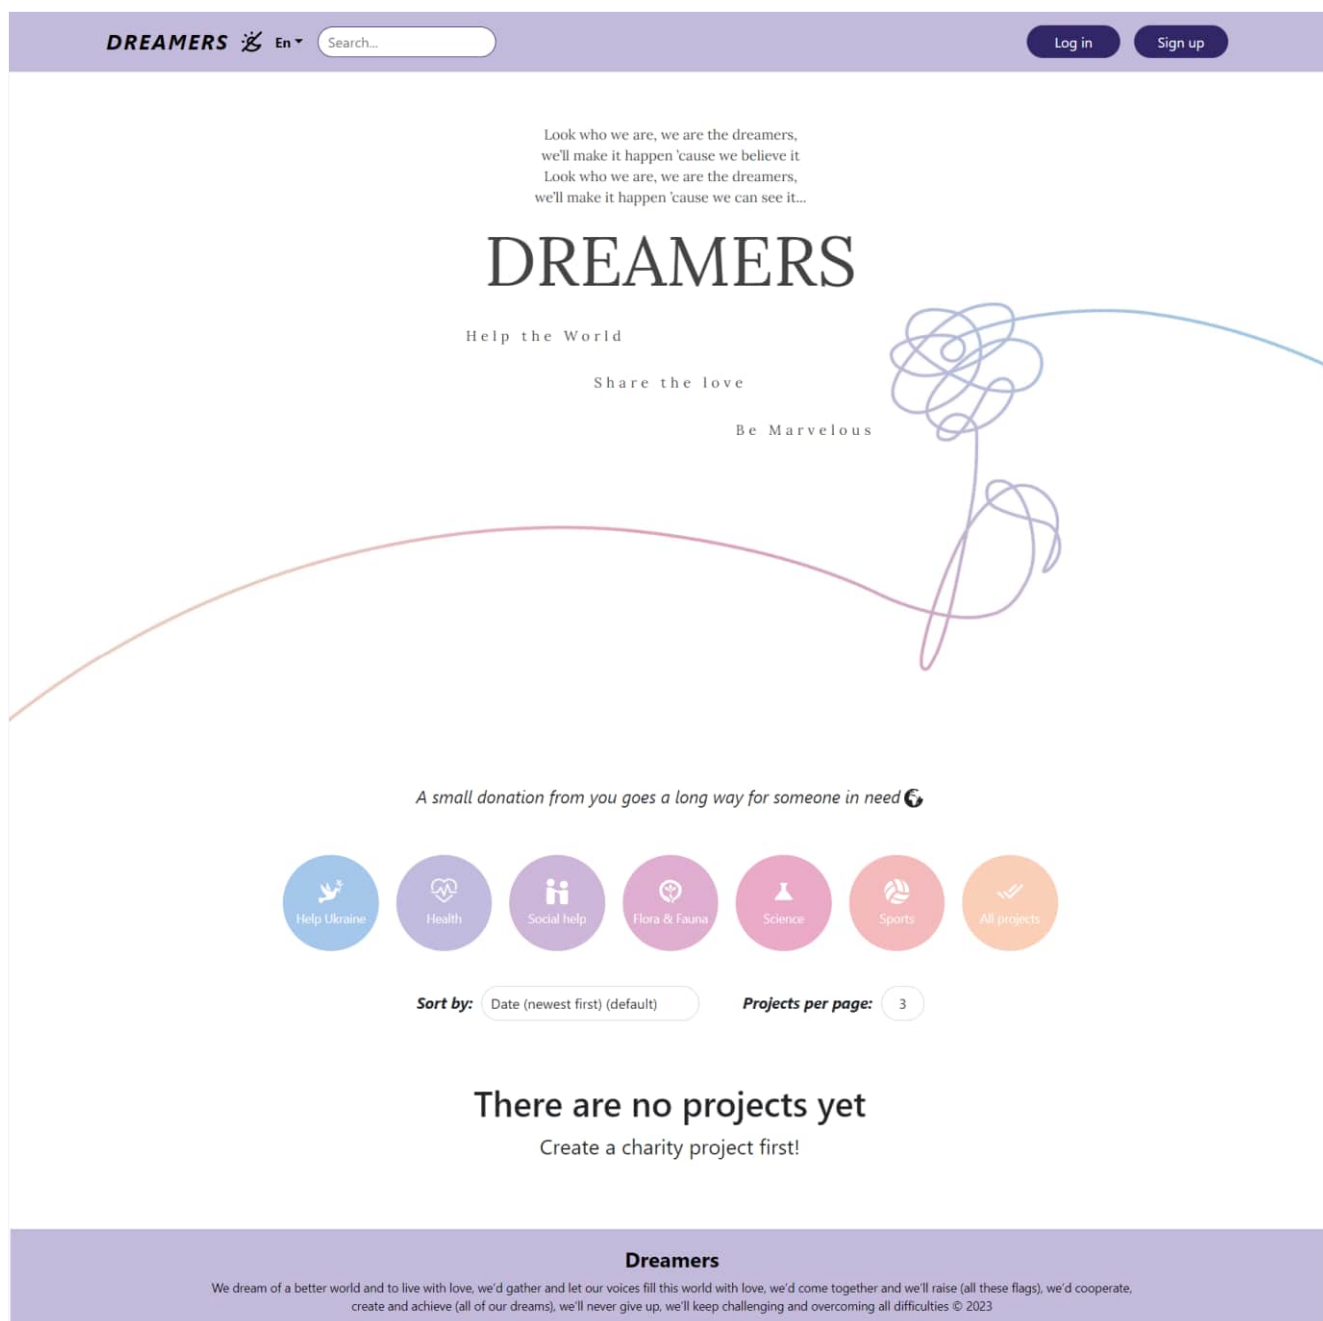 DREAMERS En Search... Log in Sign up
Look who we are, we are the dreamers,
we'll make it happen 'cause we believe it
Look who we are, we are the dreamers,
we'll make it happen 'cause we can see it...
DREAMERS
Help the World
Share the love
Be Marvelous
A small donation from you goes a long way for someone in need
Help Ukraine Health Social help Flora & Fauna Science Sports All projects
Sort by: Date (newest first) (default) Projects per page: 3
There are no projects yet
Create a charity project first!
Dreamers
We dream of a better world and to live with love, we'd gather and let our voices fill this world with love, we'd come together and we'll raise (all these flags), we'd cooperate,
create and achieve (all of our dreams), we'll never give up, we'll keep challenging and overcoming all difficulties © 2023